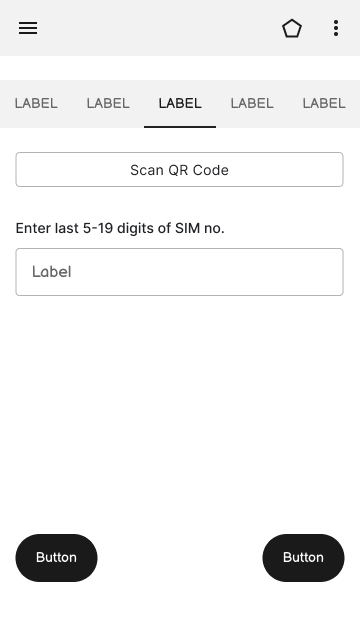 LABEL LABEL LABEL LABEL LABEL
Scan QR Code
Enter last 5-19 digits of SIM no.
Label
Button Button